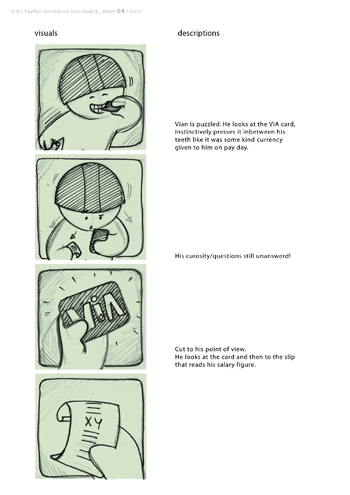 VIA / PayRoll Animation Storyboard_ sheet 04 / mvt1
visuals
descriptions
Vian is puzzled. He looks at the VIA card,
instinctively presses it inbetween his
teeth like it was some kind currency
given to him on pay day.
His curosity/questions still unanswerd!
ViA
Cut to his point of view.
He looks at the card and then to the slip
that reads his salary figure.
XY